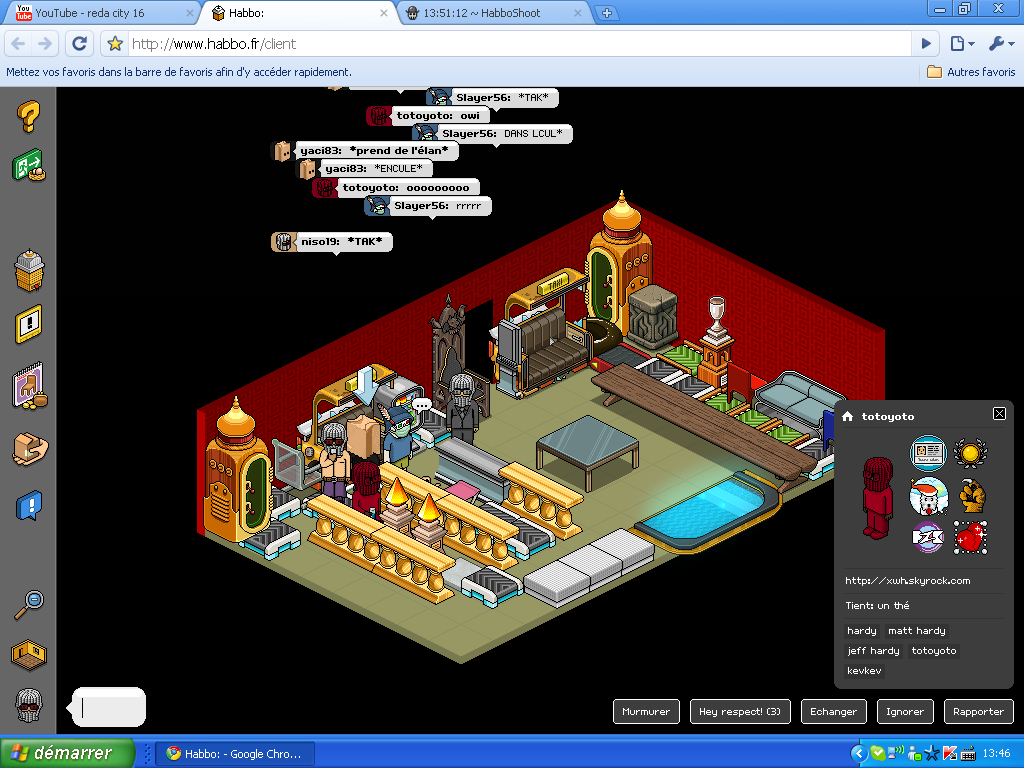 YouTube - reda city 16
Habbo:
13:51:12 ~ HabboShoot
http://www.habbo.fr/client
Mettez vos favoris dans la barre de favoris afin d'y accéder rapidement.
Autres favoris
Slayer56: *TAK*
totoyoto: owi
Slayer56: DANS LCUL*
yaci83: *prend de l'élan*
yaci83: *ENCULE*
totoyoto: ooooooooo
Slayer56: rrrrr
niso19: *TAK*
TAXI
totoyoto
http://xwh.skyrock.com
Tient: un thé
hardy matt hardy
jeff hardy totoyoto
kevkev
Murmurer
Hey respect! (3)
Echanger
Ignorer
Rapporter
démarrer
Habbo: - Google Chro...
13:46